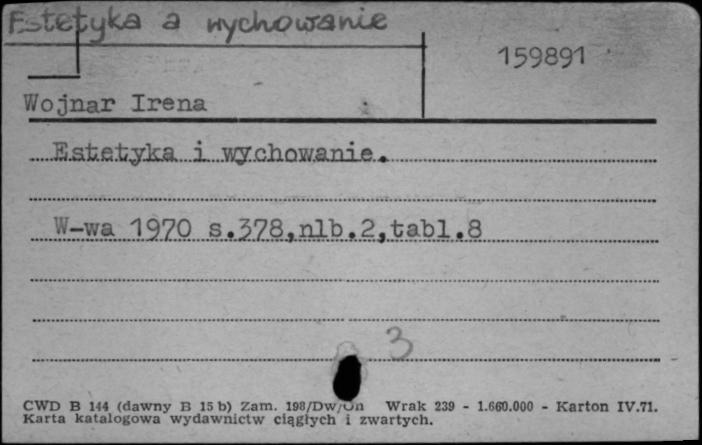 Estetyka a wychowanie
159891
Wojnar Irena
Estetyka i wychowanie.
W-wa 1970 s.378,nlb.2,tabl.8
3
CWD B 144 (dawny B 15 b) Zam. 198/Dw/Un Wrak 239 - 1.660.000 - Karton IV.71.
Karta katalogowa wydawnictw ciągłych i zwartych.